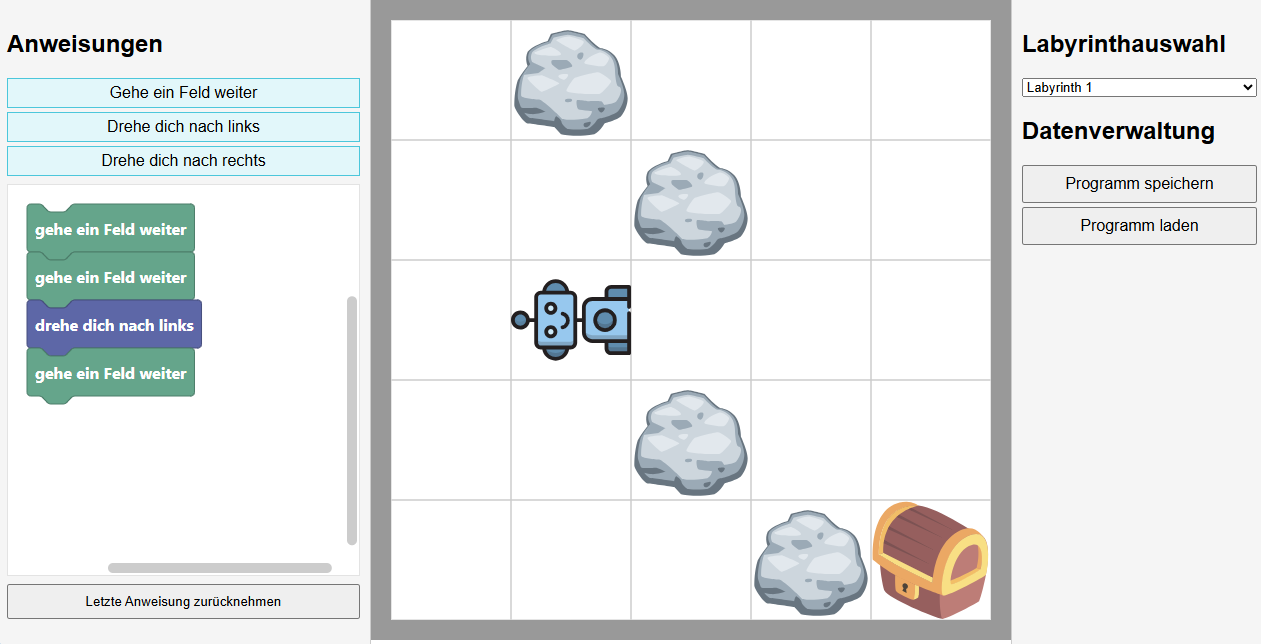 Anweisungen
Gehe ein Feld weiter
Drehe dich nach links
Drehe dich nach rechts
gehe ein Feld weiter
gehe ein Feld weiter
drehe dich nach links
gehe ein Feld weiter
Letzte Anweisung zurücknehmen
Labyrinthauswahl
Labyrinth 1
Datenverwaltung
Programm speichern
Programm laden